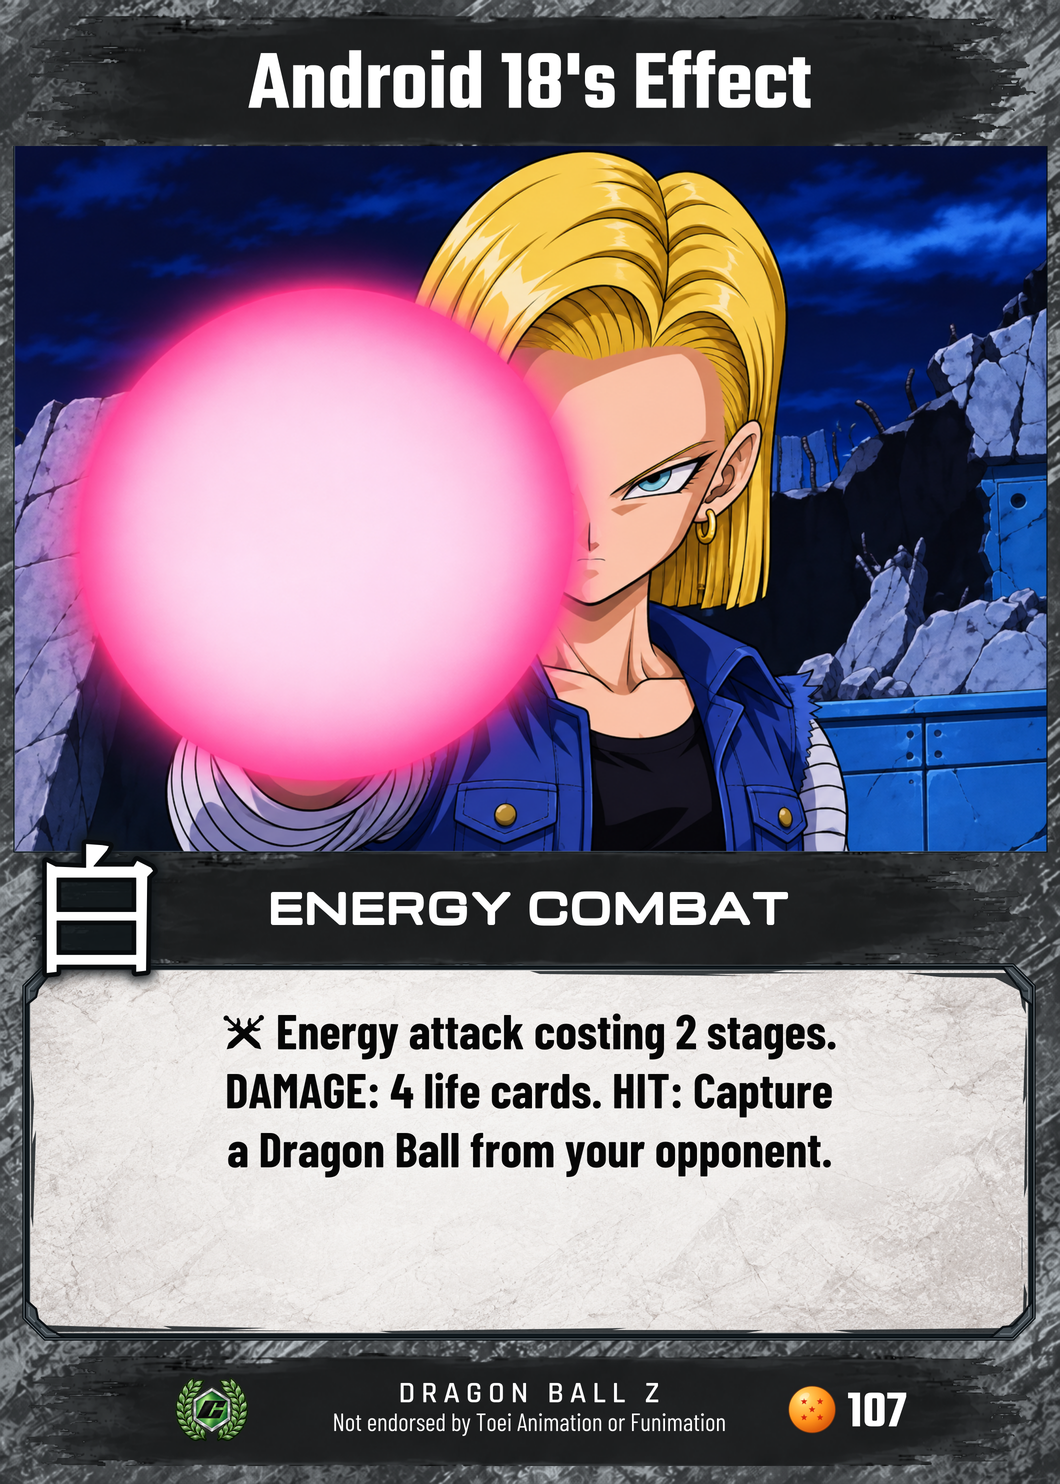 Android 18's Effect
白
ENERGY COMBAT
Energy attack costing 2 stages.
DAMAGE: 4 life cards. HIT: Capture
a Dragon Ball from your opponent.
DRAGON BALL Z
Not endorsed by Toei Animation or Funimation
C
107